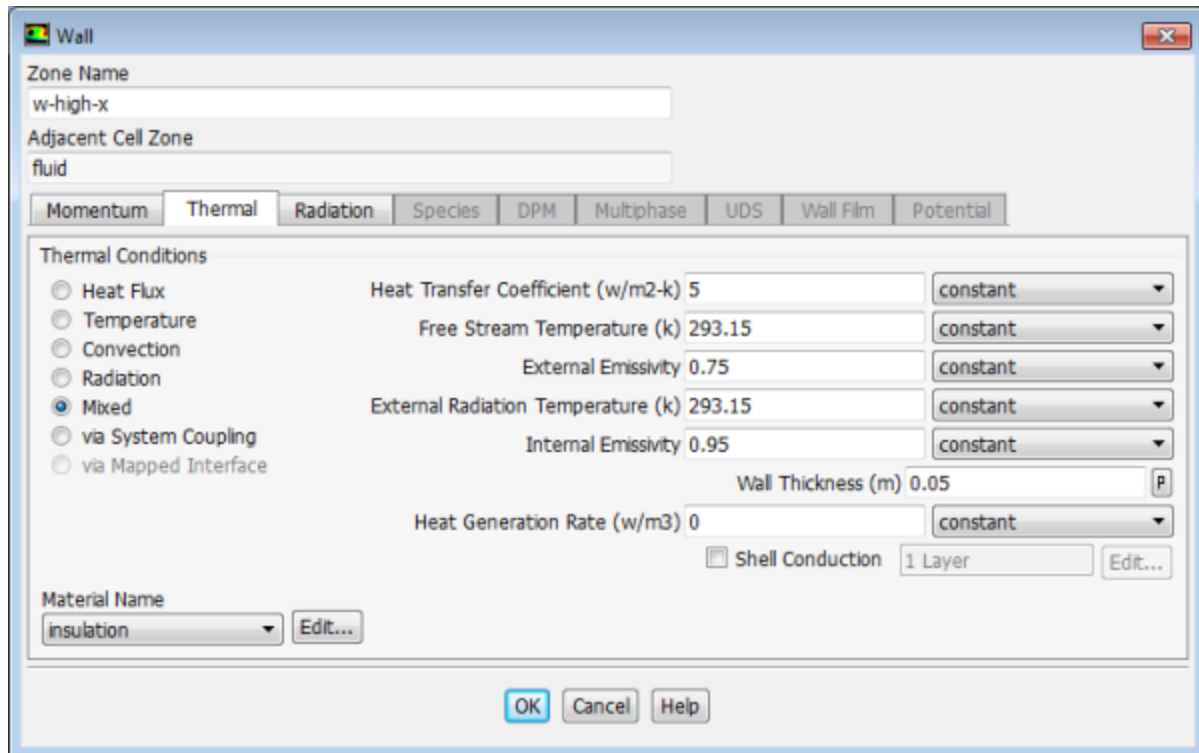 Wall
Zone Name
w-high-x
Adjacent Cell Zone
fluid
Momentum Thermal Radiation Species DPM Multiphase UDS Wall Film Potential
Thermal Conditions
Heat Flux
Temperature
Convection
Radiation
Mixed
via System Coupling
via Mapped Interface
Heat Transfer Coefficient (w/m2-k) 5 constant
Free Stream Temperature (k) 293.15 constant
External Emissivity 0.75 constant
External Radiation Temperature (k) 293.15 constant
Internal Emissivity 0.95 constant
Wall Thickness (m) 0.05 P
Heat Generation Rate (w/m3) 0 constant
Shell Conduction 1 Layer Edit...
Material Name
insulation Edit...
OK Cancel Help